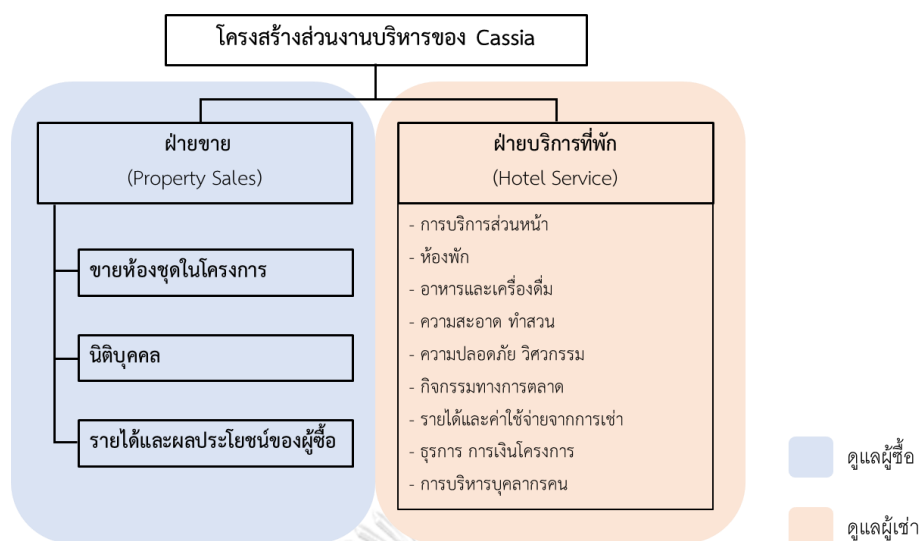 โครงสร้างส่วนงานบริหารของ Cassia
ฝ่ายขาย
(Property Sales)
ขายห้องชุดในโครงการ
นิติบุคคล
รายได้และผลประโยชน์ของผู้ซื้อ
ฝ่ายบริการที่พัก
(Hotel Service)
- การบริการส่วนหน้า
- ห้องพัก
- อาหารและเครื่องดื่ม
- ความสะอาด ทำสวน
- ความปลอดภัย วิศวกรรม
- กิจกรรมทางการตลาด
- รายได้และค่าใช้จ่ายจากการเช่า
- ธุรการ การเงินโครงการ
- การบริหารบุคลากรคน
ดูแลผู้ซื้อ
ดูแลผู้เช่า